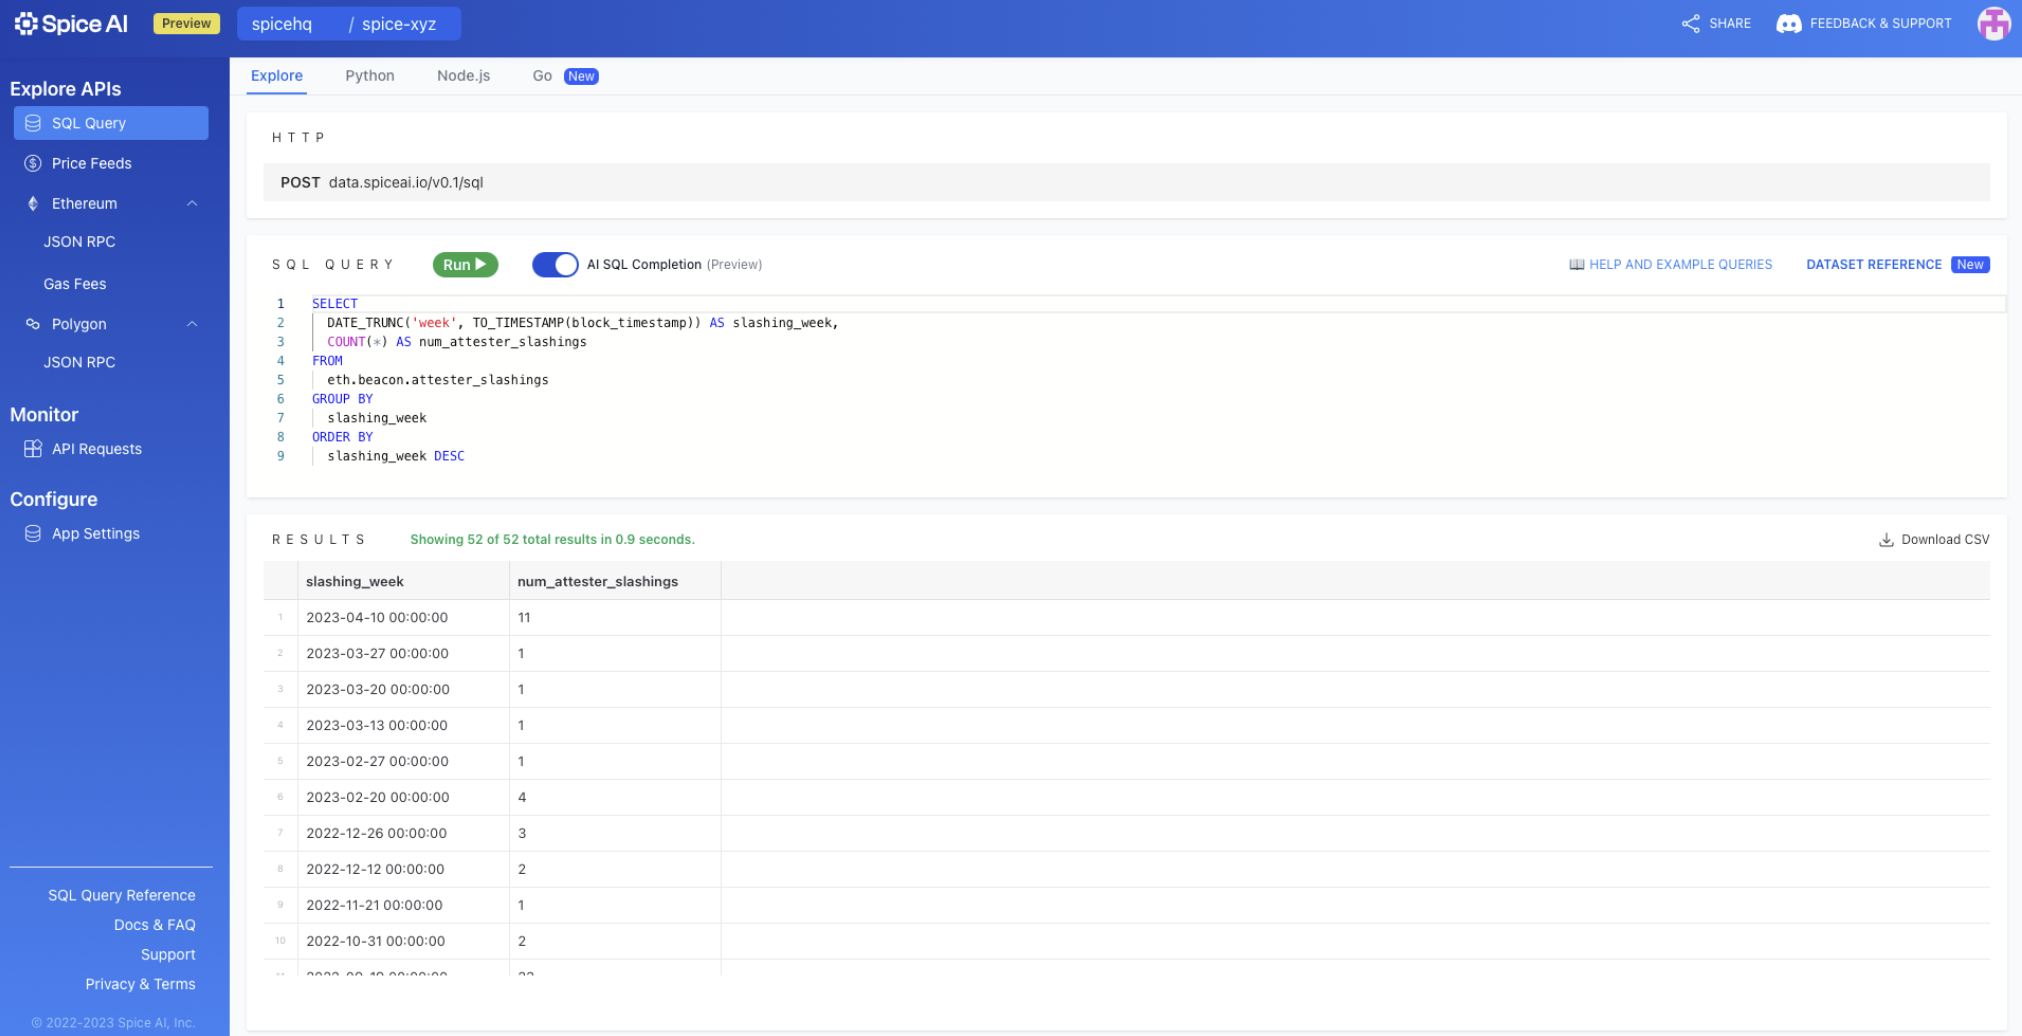 Spice AI Preview spicehq / spice-xyz SHARE FEEDBACK & SUPPORT
Explore APIs
SQL Query
Price Feeds
Ethereum
JSON RPC
Gas Fees
Polygon
JSON RPC
Monitor
API Requests
Configure
App Settings
SQL Query Reference
Docs & FAQ
Support
Privacy & Terms
© 2022-2023 Spice AI, Inc.
Explore Python Node.js Go New
HTTP
POST data.spiceai.io/v0.1/sql
SQL QUERY Run AI SQL Completion (Preview) HELP AND EXAMPLE QUERIES DATASET REFERENCE New
1 SELECT
2 DATE_TRUNC('week', TO_TIMESTAMP(block_timestamp)) AS slashing_week,
3 COUNT(*) AS num_attester_slashings
4 FROM
5 eth.beacon.attester_slashings
6 GROUP BY
7 slashing_week
8 ORDER BY
9 slashing_week DESC
RESULTS Showing 52 of 52 total results in 0.9 seconds. Download CSV
slashing_week num_attester_slashings
1 2023-04-10 00:00:00 11
2 2023-03-27 00:00:00 1
3 2023-03-20 00:00:00 1
4 2023-03-13 00:00:00 1
5 2023-02-27 00:00:00 1
6 2023-02-20 00:00:00 4
7 2022-12-26 00:00:00 3
8 2022-12-12 00:00:00 2
9 2022-11-21 00:00:00 1
10 2022-10-31 00:00:00 2